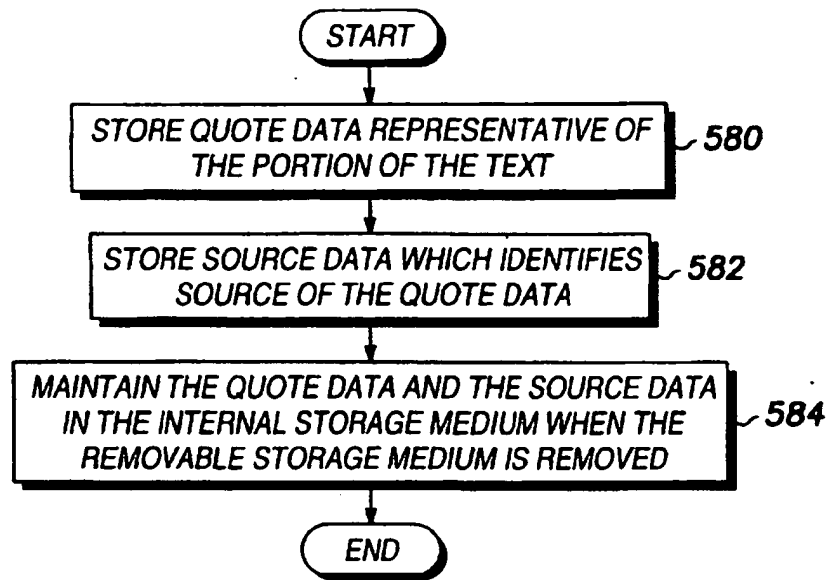 START
STORE QUOTE DATA REPRESENTATIVE OF
THE PORTION OF THE TEXT
580
STORE SOURCE DATA WHICH IDENTIFIES
SOURCE OF THE QUOTE DATA
582
MAINTAIN THE QUOTE DATA AND THE SOURCE DATA
IN THE INTERNAL STORAGE MEDIUM WHEN THE
REMOVABLE STORAGE MEDIUM IS REMOVED
584
END